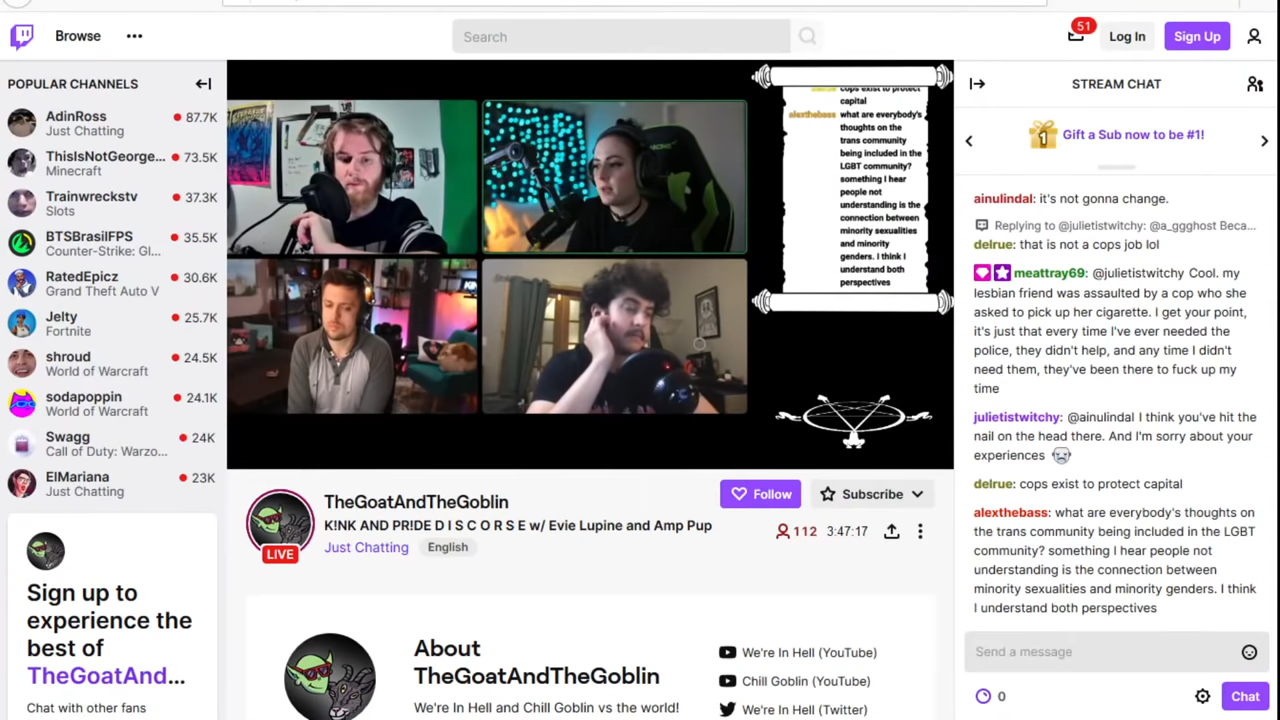 51
Browse
Search
Log In
Sign Up
POPULAR CHANNELS
AdinRoss
87.7K
Just Chatting
ThisIsNotGeorge...
73.5K
Minecraft
Trainwreckstv
37.3K
Slots
BTSBrasilFPS
35.5K
Counter-Strike: Gl...
RatedEpicz
30.6K
Grand Theft Auto V
Jelty
25.7K
Fortnite
shroud
24.5K
World of Warcraft
sodapoppin
24.1K
World of Warcraft
Swagg
24K
Call of Duty: Warzo...
ElMariana
23K
Just Chatting
Sign up to
experience the
best of
TheGoatAnd...
Chat with other fans
delrue cops exist to protect
capital
alexthebass what are everybody's
thoughts on the
trans community
being included in the
LGBT community?
something I hear
people not
understanding is the
connection between
minority sexualities
and minority
genders. I think I
understand both
perspectives
TheGoatAndTheGoblin
Follow
Subscribe
K!NK AND PR!DE D I S C O R S E w/ Evie Lupine and Amp Pup
112
3:47:17
LIVE
Just Chatting
English
About
TheGoatAndTheGoblin
We're In Hell and Chill Goblin vs the world!
We're In Hell (YouTube)
Chill Goblin (YouTube)
We're In Hell (Twitter)
STREAM CHAT
1
Gift a Sub now to be #1!
ainulindal: it's not gonna change.
Replying to @julietistwitchy: @a_ggghost Beca...
delrue: that is not a cops job lol
meattray69: @julietistwitchy Cool. my
lesbian friend was assaulted by a cop who she
asked to pick up her cigarette. I get your point,
it's just that every time I've ever needed the
police, they didn't help, and any time I didn't
need them, they've been there to fuck up my
time
julietistwitchy: @ainulindal I think you've hit the
nail on the head there. And I'm sorry about your
experiences
delrue: cops exist to protect capital
alexthebass: what are everybody's thoughts on
the trans community being included in the LGBT
community? something I hear people not
understanding is the connection between
minority sexualities and minority genders. I think
I understand both perspectives
Send a message
0
Chat